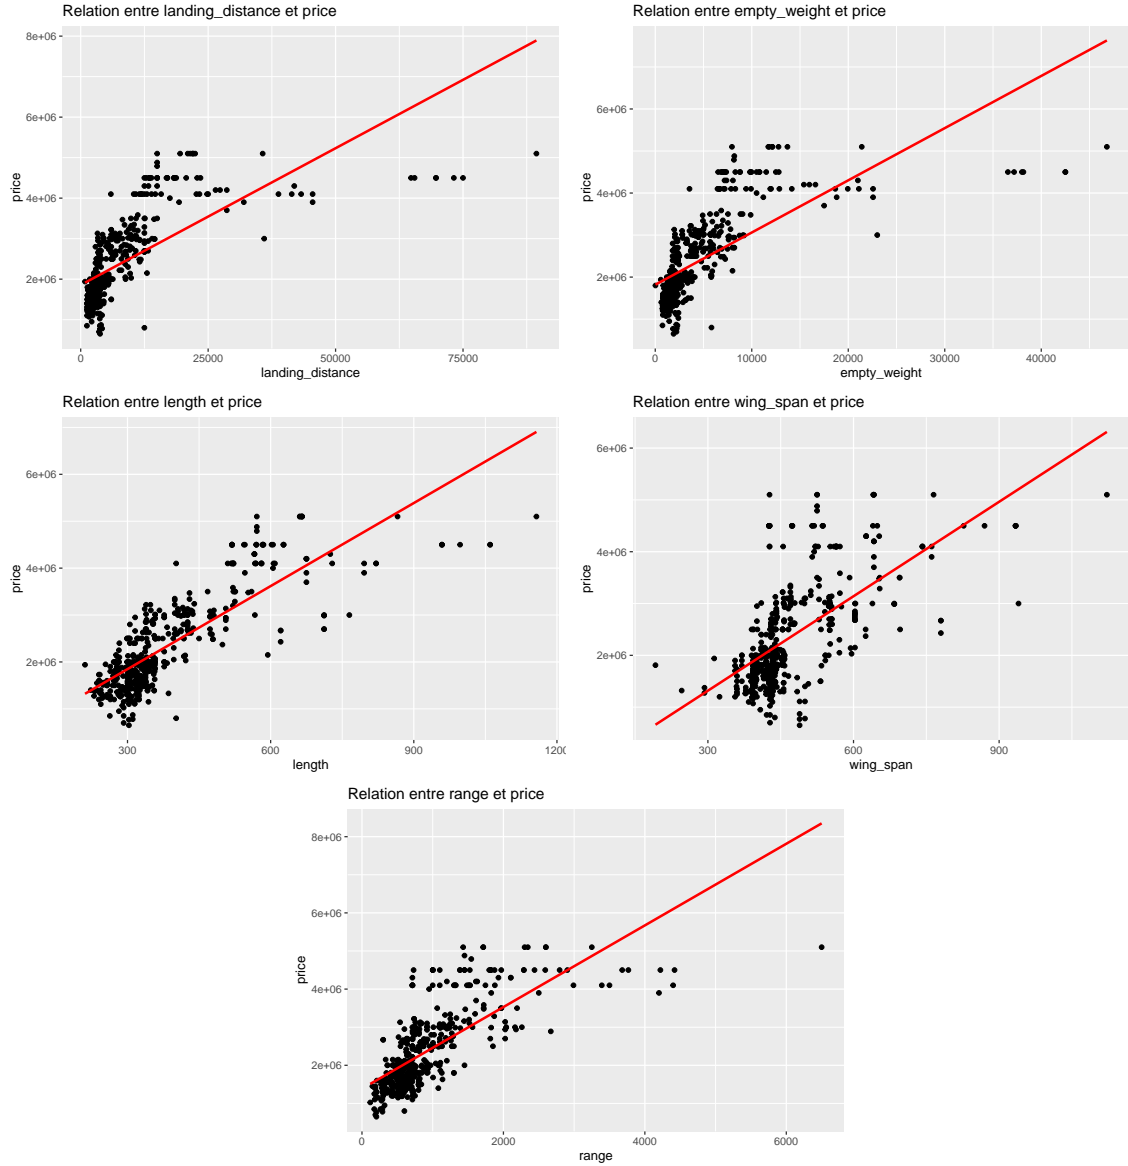 Relation entre landing_distance et price
8e+06
6e+06
4e+06
2e+06
price
0
25000
50000
75000
landing_distance
Relation entre empty_weight et price
6e+06
4e+06
2e+06
price
0
10000
20000
30000
40000
empty_weight
Relation entre length et price
6e+06
4e+06
2e+06
price
300
600
900
120
length
Relation entre wing_span et price
6e+06
4e+06
2e+06
price
300
600
900
wing_span
Relation entre range et price
8e+06
6e+06
4e+06
2e+06
price
0
2000
4000
6000
range